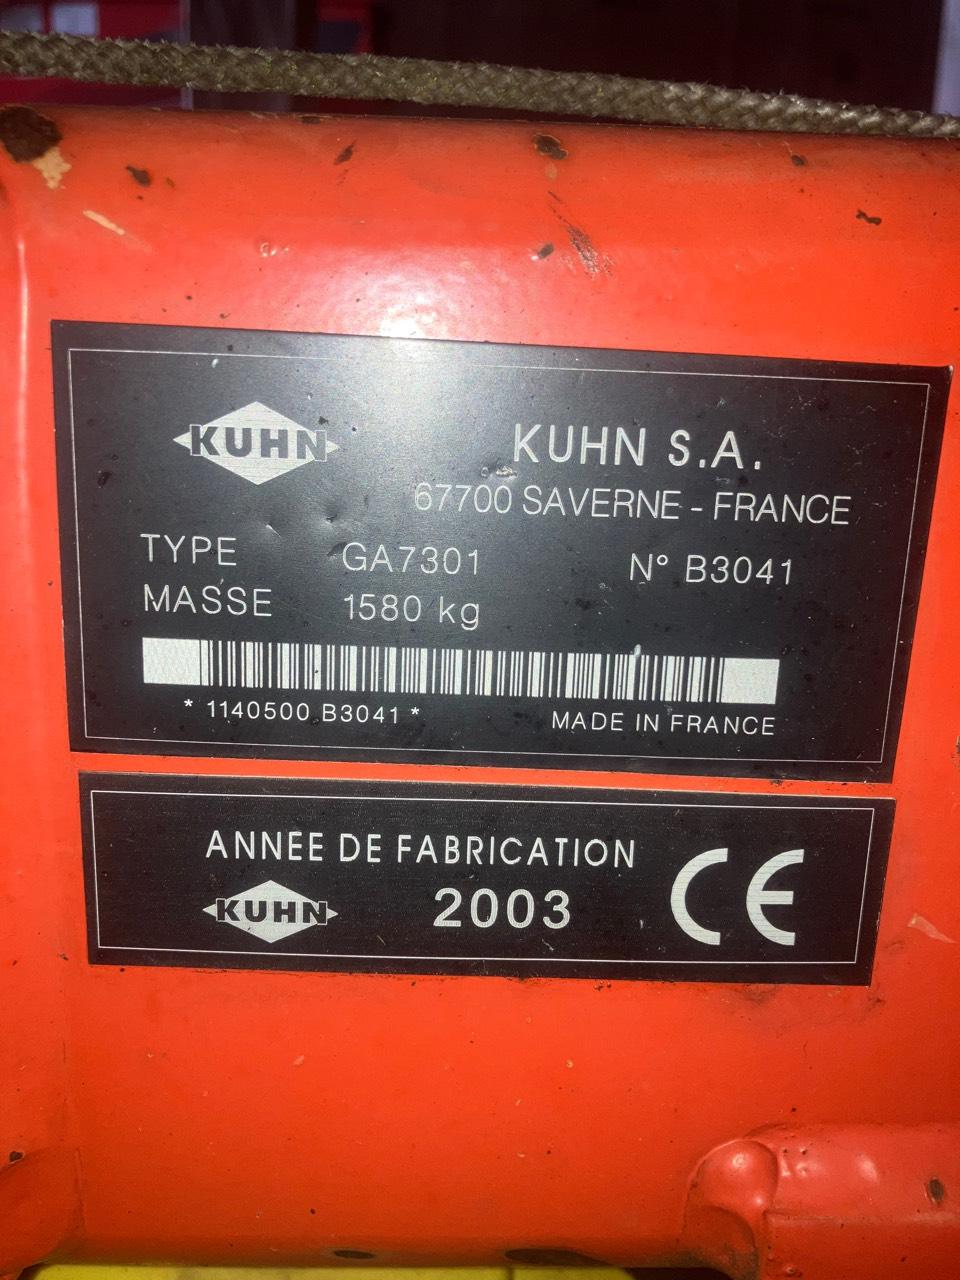 KUHN
KUHN S.A.
67700 SAVERNE - FRANCE
TYPE GA7301 N° B3041
MASSE 1580 kg
* 1140500 B3041 *
MADE IN FRANCE
ANNEE DE FABRICATION
KUHN
2003
CE